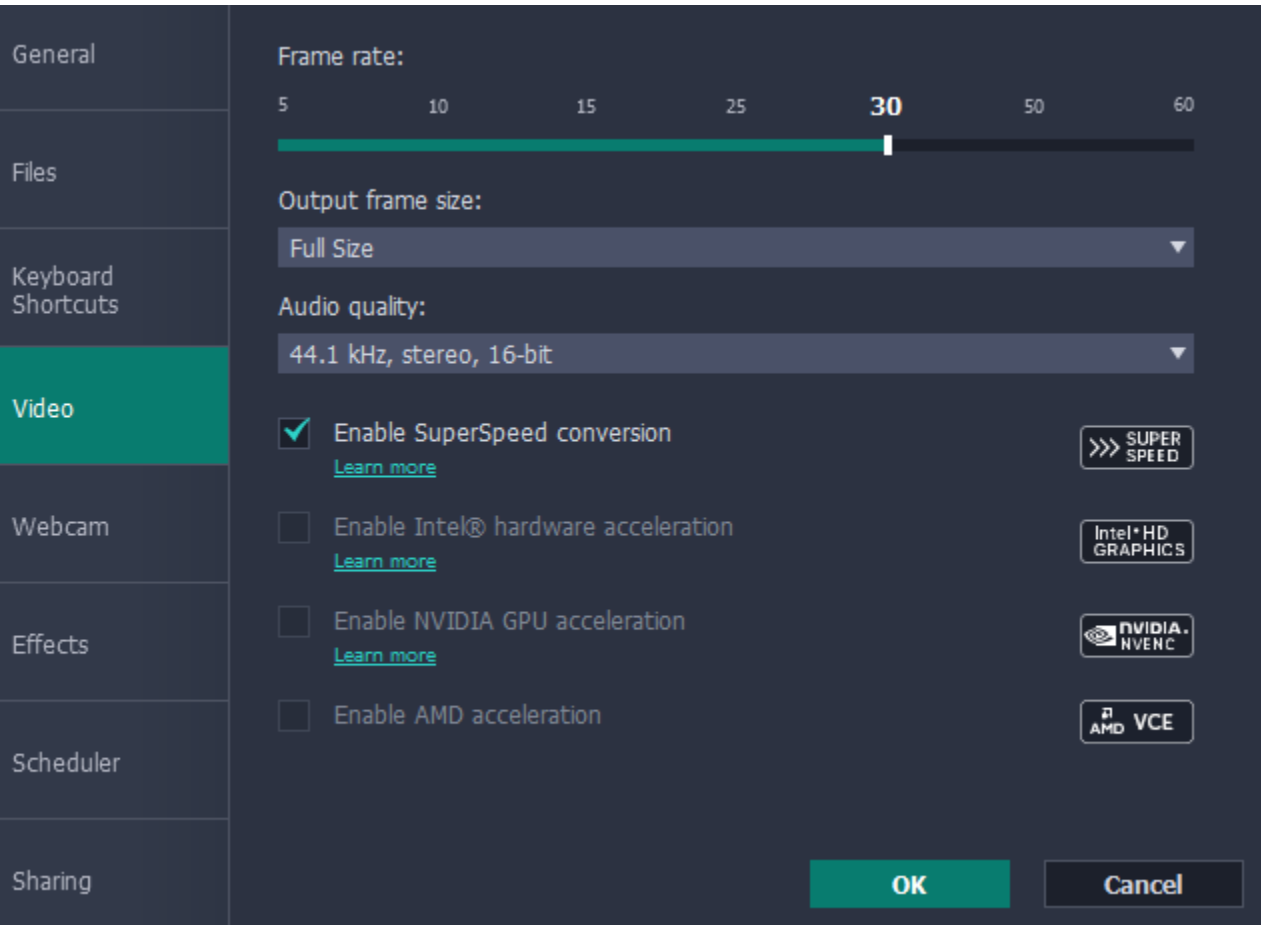 General
Files
Keyboard
Shortcuts
Video
Webcam
Effects
Scheduler
Sharing
Frame rate:
5 10 15 25 30 50 60
Output frame size:
Full Size
Audio quality:
44.1 kHz, stereo, 16-bit
Enable SuperSpeed conversion
Learn more
SUPER
SPEED
Enable Intel® hardware acceleration
Learn more
Intel® HD
GRAPHICS
Enable NVIDIA GPU acceleration
Learn more
NVIDIA.
NVENC
Enable AMD acceleration
AMD VCE
OK Cancel